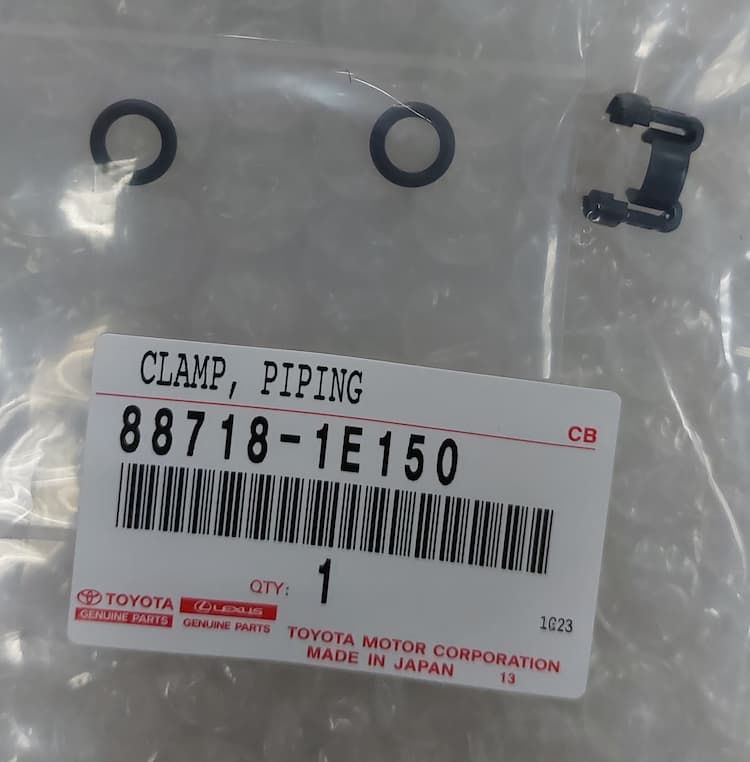 CLAMP, PIPING
CB
88718-1E150
QTY: 1
TOYOTA
GENUINE PARTS
LEXUS
GENUINE PARTS
1G23
TOYOTA MOTOR CORPORATION
MADE IN JAPAN 13